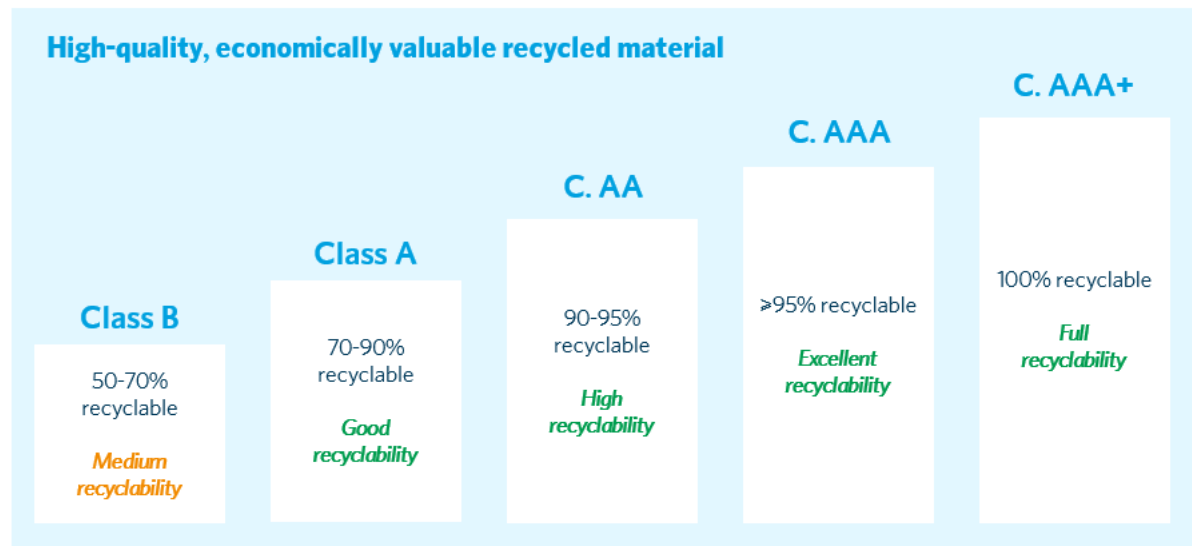 High-quality, economically valuable recycled material
Class B
50-70%
recyclable
Medium
recyclability
Class A
70-90%
recyclable
Good
recyclability
C. AA
90-95%
recyclable
High
recyclability
C. AAA
⩾95% recyclable
Excellent
recyclability
C. AAA+
100% recyclable
Full
recyclability